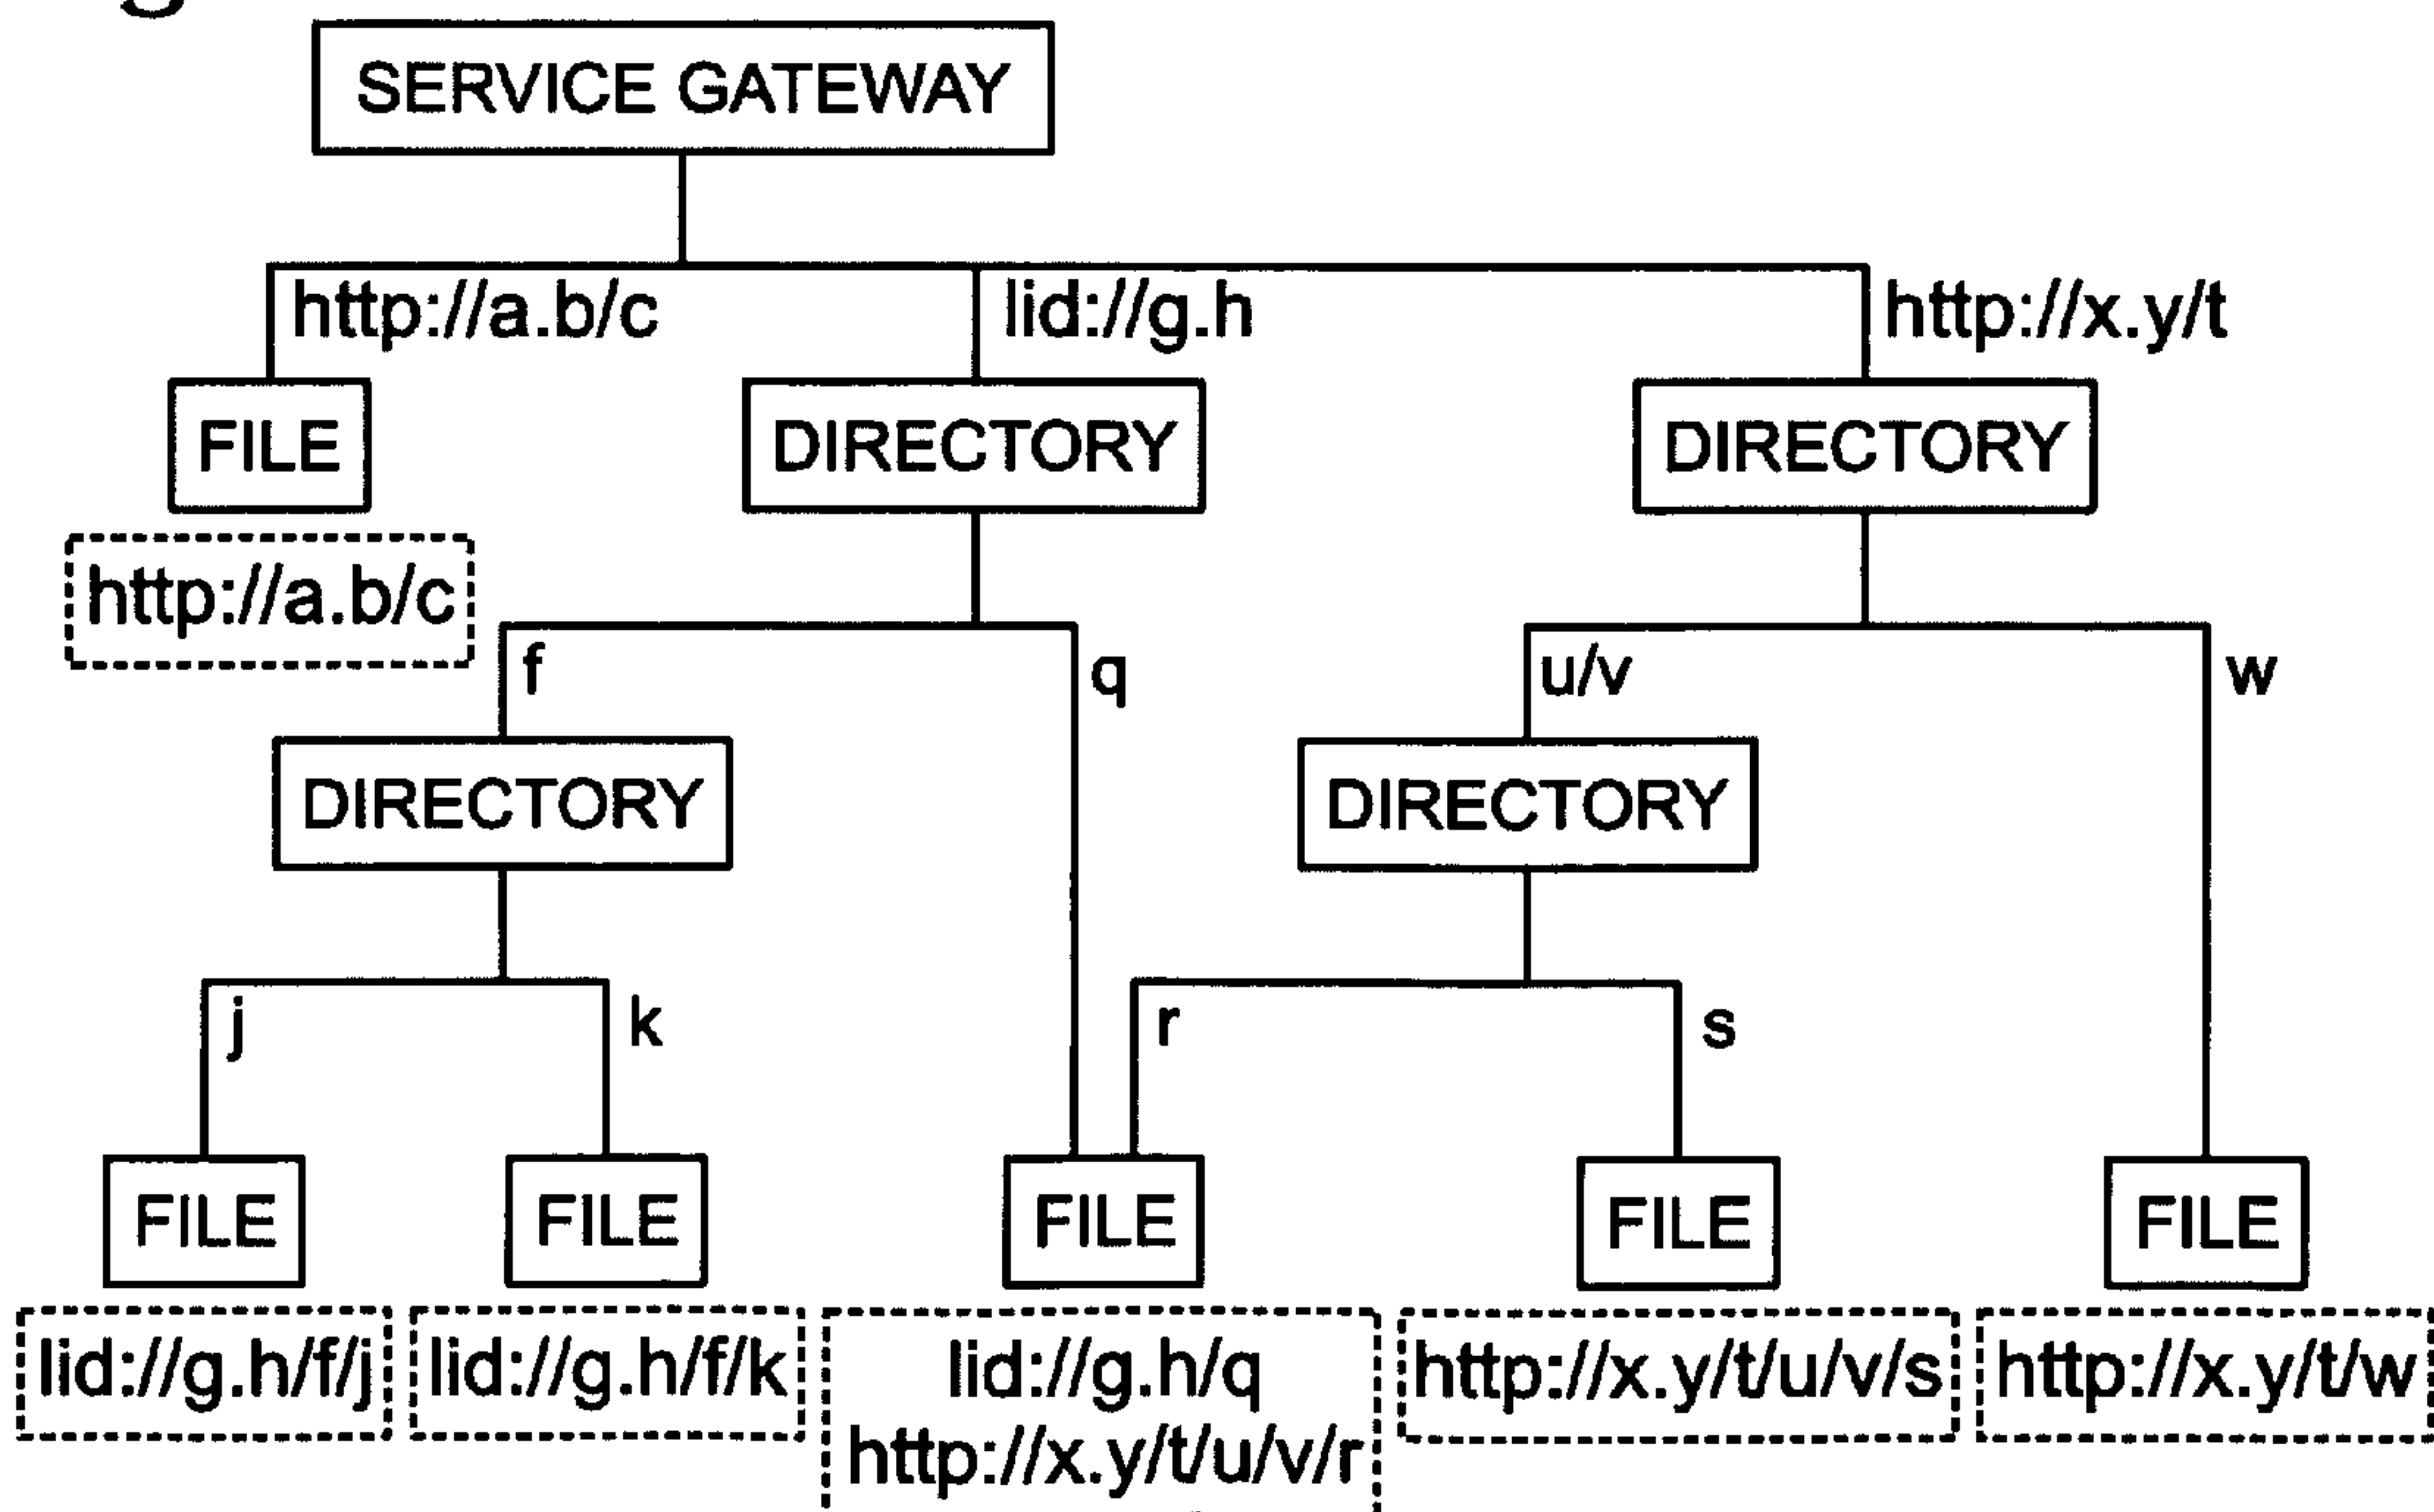 SERVICE GATEWAY
http://a.b/c
lid://g.h
http://x.y/t
FILE
DIRECTORY
DIRECTORY
http://a.b/c
f
q
u/v
w
DIRECTORY
DIRECTORY
j
k
r
s
FILE
FILE
FILE
FILE
FILE
lid://g.h/f/j
lid://g.h/f/k
lid://g.h/q
http://x.y/t/u/v/r
http://x.y/t/u/v/s
http://x.y/t/w